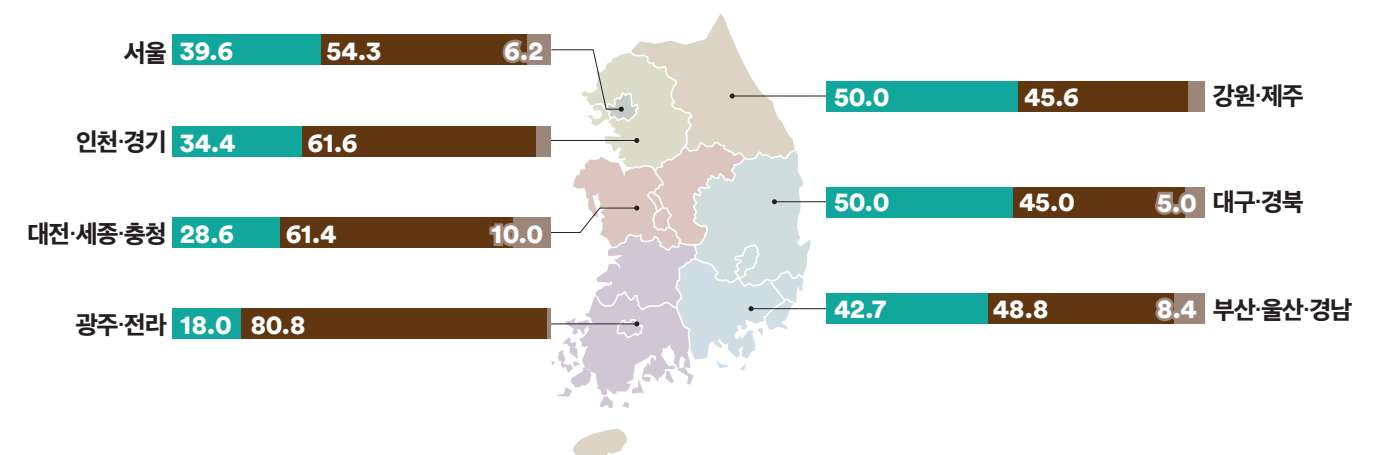 서울 39.6 54.3 6.2
인천·경기 34.4 61.6
대전·세종·충청 28.6 61.4 10.0
광주·전라 18.0 80.8
50.0 45.6 강원·제주
50.0 45.0 5.0 대구·경북
42.7 48.8 8.4 부산·울산·경남